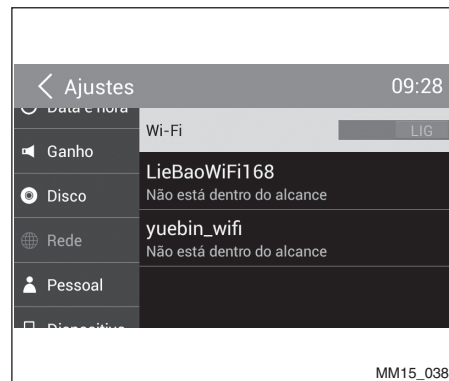 Ajustes 09:28
Data e hora
Wi-Fi LIG
Ganho
LieBaoWiFi168
Não está dentro do alcance
Disco
yuebin_wifi
Não está dentro do alcance
Rede
Pessoal
Dispositivo
MM15_038